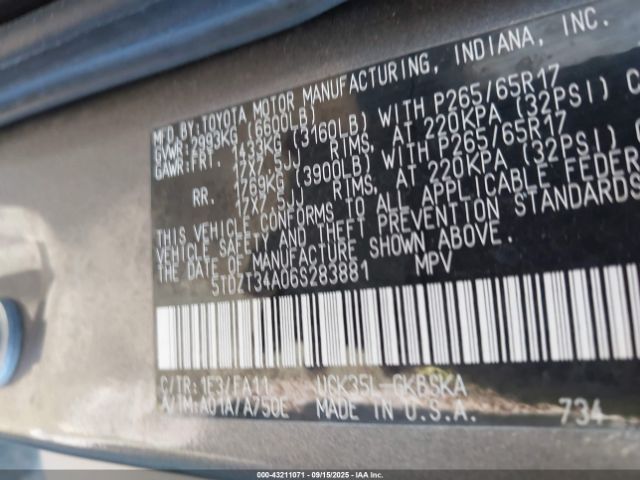 MFD.BY:TOYOTA MOTOR MANUFACTURING, INDIANA, INC.
GVWR:2993KG (6600LB)
GAWR:FRT. 1433KG (3160LB) WITH P265/65R17
17X7.5JJ RIMS, AT 220KPA (32PSI) C
RR. 1769KG (3900LB) WITH P265/65R17
17X7.5JJ RIMS, AT 220KPA (32PSI)
THIS VEHICLE CONFORMS TO ALL APPLICABLE FEDER
VEHICLE SAFETY AND THEFT PREVENTION STANDARDS
THE DATE OF MANUFACTURE SHOWN ABOVE.
5TDZT34A06S283881 MPV
C/TR:1E3/FA11 UCK35L-GKBSKA
A/TM:A01A/A750E MADE IN U.S.A. 734
000-43211071 09/15/2025 COPYRIGHT IAA, LLC.